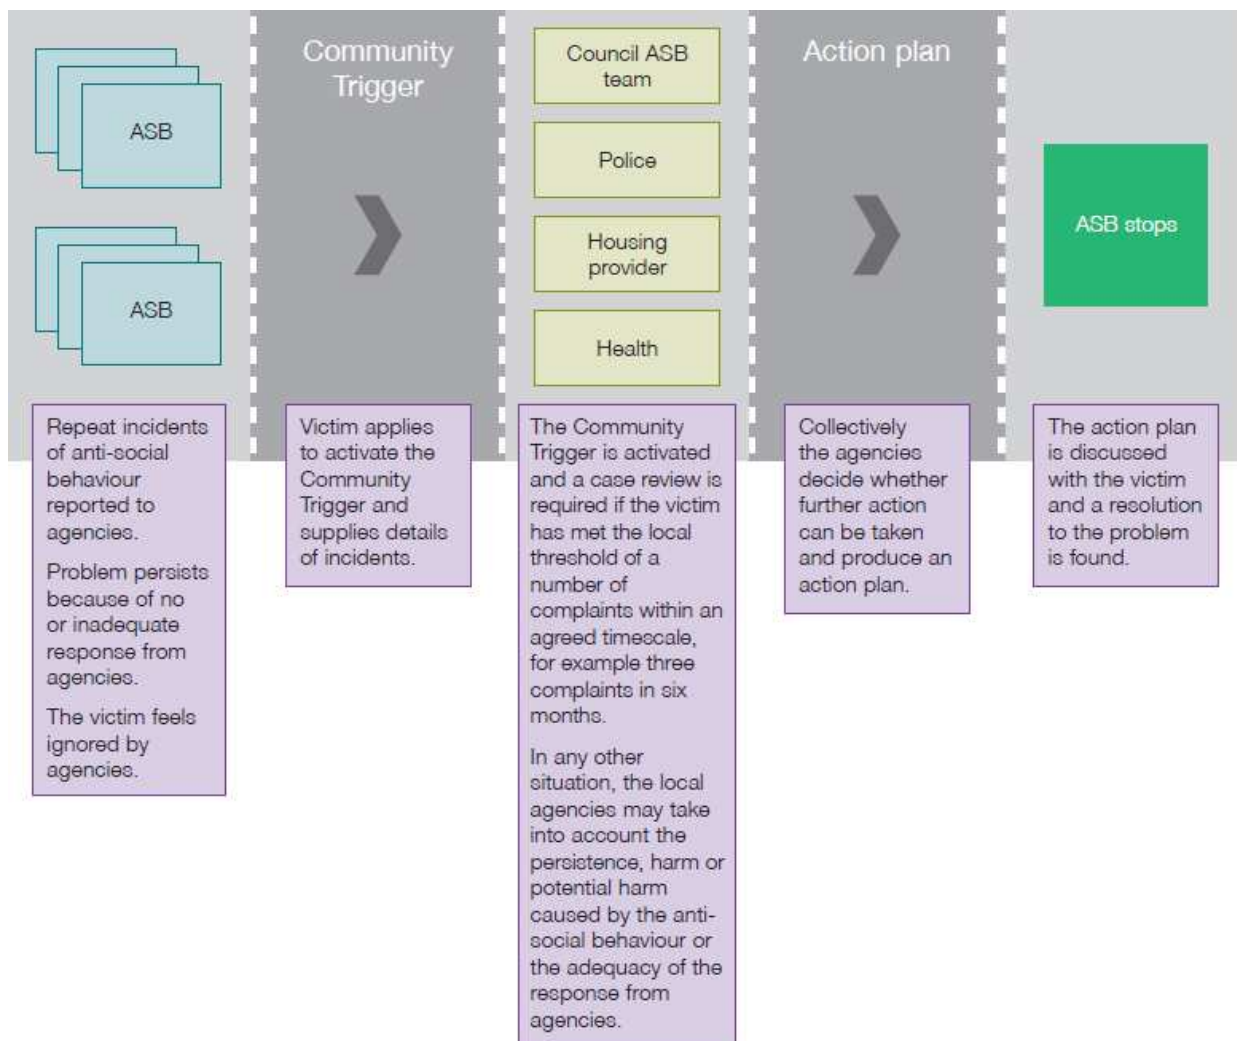 ASB
ASB
Community
Trigger
Council ASB
team
Police
Housing
provider
Health
Action plan
ASB stops
Repeat incidents
of anti-social
behaviour
reported to
agencies.
Problem persists
because of no
or inadequate
response from
agencies.
The victim feels
ignored by
agencies.
Victim applies
to activate the
Community
Trigger and
supplies details
of incidents.
The Community
Trigger is activated
and a case review is
required if the victim
has met the local
threshold of a
number of
complaints within an
agreed timescale,
for example three
complaints in six
months.
In any other
situation, the local
agencies may take
into account the
persistence, harm or
potential harm
caused by the anti-
social behaviour or
the adequacy of the
response from
agencies.
Collectively
the agencies
decide whether
further action
can be taken
and produce an
action plan.
The action plan
is discussed
with the victim
and a resolution
to the problem
is found.